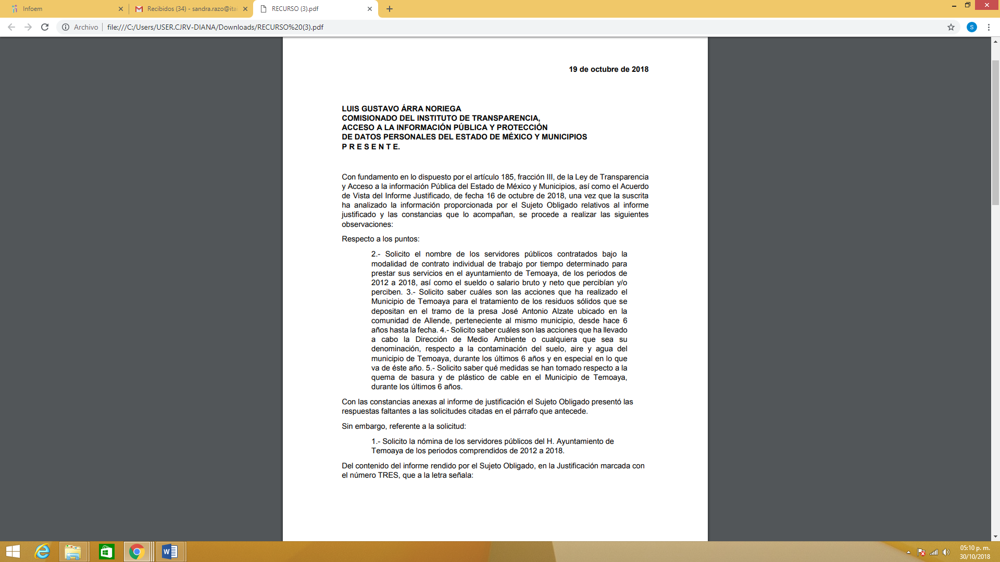 Infoem
Recibidos (34) - sandra.razo@ita
RECURSO (3).pdf
Archivo
file:///C:/Users/USER.CJRV-DIANA/Downloads/RECURSO%20(3).pdf
S
19 de octubre de 2018
LUIS GUSTAVO ÁRRA NORIEGA
COMISIONADO DEL INSTITUTO DE TRANSPARENCIA,
ACCESO A LA INFORMACIÓN PÚBLICA Y PROTECCIÓN
DE DATOS PERSONALES DEL ESTADO DE MÉXICO Y MUNICIPIOS
P R E S E N T E.
Con fundamento en lo dispuesto por el artículo 185, fracción III, de la Ley de Transparencia
y Acceso a la información Pública del Estado de México y Municipios, así como el Acuerdo
de Vista del Informe Justificado, de fecha 16 de octubre de 2018, una vez que la suscrita
ha analizado la información proporcionada por el Sujeto Obligado relativos al informe
justificado y las constancias que lo acompañan, se procede a realizar las siguientes
observaciones:
Respecto a los puntos:
2.- Solicito el nombre de los servidores públicos contratados bajo la
modalidad de contrato individual de trabajo por tiempo determinado para
prestar sus servicios en el ayuntamiento de Temoaya, de los periodos de
2012 a 2018, así como el sueldo o salario bruto y neto que percibían y/o
perciben. 3.- Solicito saber cuáles son las acciones que ha realizado el
Municipio de Temoaya para el tratamiento de los residuos sólidos que se
depositan en el tramo de la presa José Antonio Alzate ubicado en la
comunidad de Allende, perteneciente al mismo municipio, desde hace 6
años hasta la fecha. 4.- Solicito saber cuáles son las acciones que ha llevado
a cabo la Dirección de Medio Ambiente o cualquiera que sea su
denominación, respecto a la contaminación del suelo, aire y agua del
municipio de Temoaya, durante los últimos 6 años y en especial en lo que
va de éste año. 5.- Solicito saber qué medidas se han tomado respecto a la
quema de basura y de plástico de cable en el Municipio de Temoaya,
durante los últimos 6 años.
Con las constancias anexas al informe de justificación el Sujeto Obligado presentó las
respuestas faltantes a las solicitudes citadas en el párrafo que antecede.
Sin embargo, referente a la solicitud:
1.- Solicito la nómina de los servidores públicos del H. Ayuntamiento de
Temoaya de los periodos comprendidos de 2012 a 2018.
Del contenido del informe rendido por el Sujeto Obligado, en la Justificación marcada con
el número TRES, que a la letra señala:
05:10 p. m.
30/10/2018